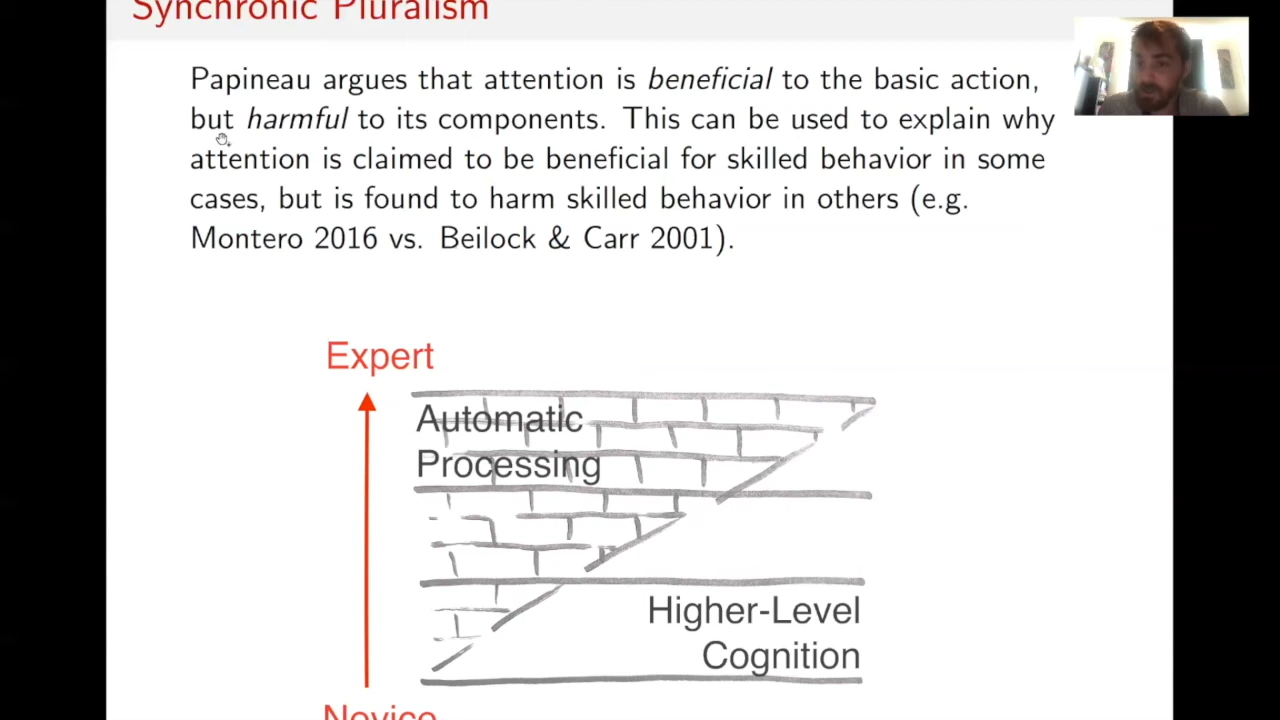 Synchronic Pluralism
Papineau argues that attention is beneficial to the basic action,
but harmful to its components. This can be used to explain why
attention is claimed to be beneficial for skilled behavior in some
cases, but is found to harm skilled behavior in others (e.g.
Montero 2016 vs. Beilock & Carr 2001).
Expert
Automatic
Processing
Higher-Level
Cognition
Novice